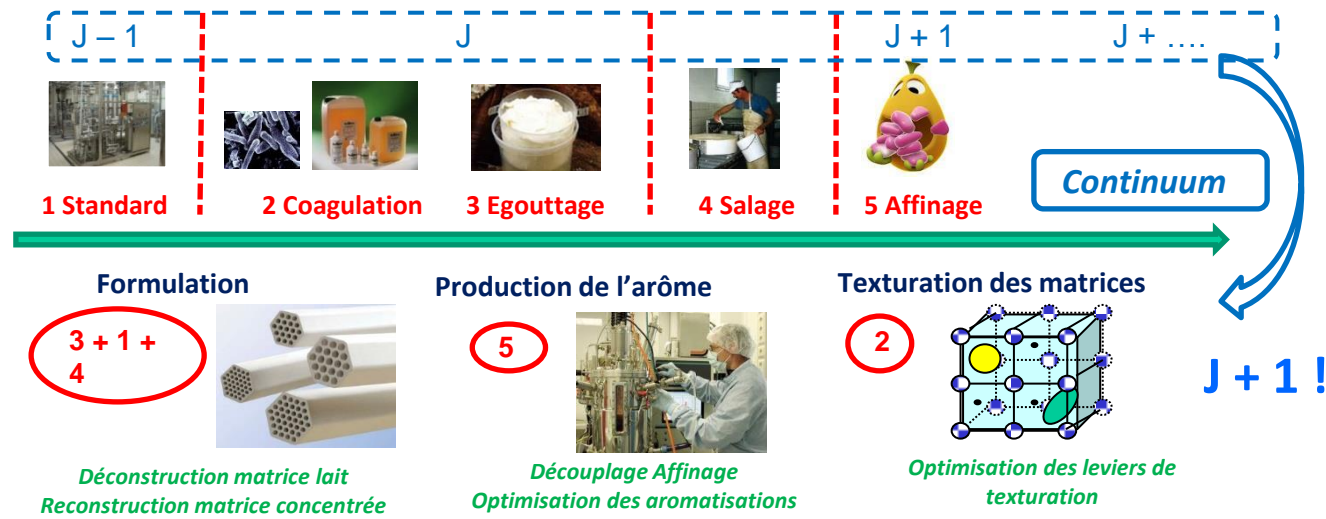 J – 1
J
J + 1
J + ....
1 Standard
2 Coagulation
3 Egouttage
4 Salage
5 Affinage
Continuum
Formulation
Production de l'arôme
Texturation des matrices
3 + 1 +
4
5
2
J + 1 !
Déconstruction matrice lait
Reconstruction matrice concentrée
Découplage Affinage
Optimisation des aromatisations
Optimisation des leviers de
texturation